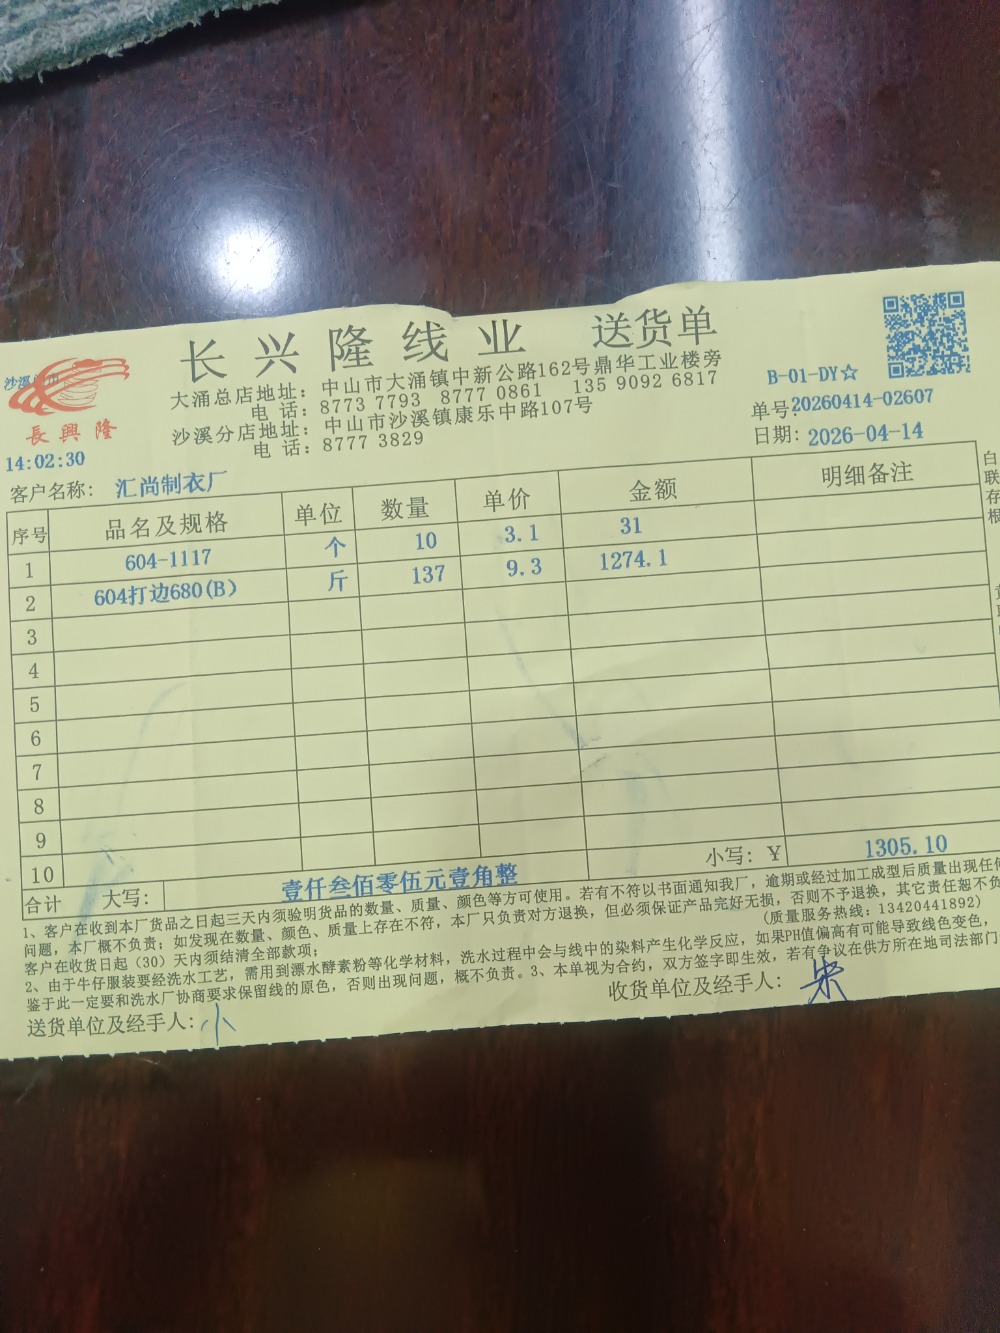 长兴隆线业 送货单
大涌总店地址: 中山市大涌镇中新公路162号鼎华工业楼旁
电 话: 8773 7793 8777 0861 135 9092 6817
沙溪分店地址: 中山市沙溪镇康乐中路107号
电 话: 8777 3829
長興隆
14:02:30
B-01-DY☆
单号: 20260414-02607
日期: 2026-04-14
客户名称: 汇尚制衣厂
序号 品名及规格 单位 数量 单价 金额 明细备注
1 604-1117 个 10 3.1 31
2 604打边680(B) 斤 137 9.3 1274.1
3
4
5
6
7
8
9
10
合计 大写: 壹仟叁佰零伍元壹角整 小写: ¥ 1305.10
1、客户在收到本厂货品之日起三天内须验明货品的数量、质量、颜色等方可使用。若有不符以书面通知我厂，逾期或经过加工成型后质量出现任何
问题，本厂概不负责；如发现在数量、颜色、质量上存在不符，本厂只负责对方退换，但必须保证产品完好无损，否则不予退换，其它责任恕不负
客户在收货日起（30）天内须结清全部款项； (质量服务热线: 13420441892)
2、由于牛仔服装要经洗水工艺，需用到漂水酵素粉等化学材料，洗水过程中会与线中的染料产生化学反应，如果PH值偏高有可能导致线色变色，
鉴于此一定要和洗水厂协商要求保留线的原色，否则出现问题，概不负责。3、本单视为合约，双方签字即生效，若有争议在供方所在地司法部门
送货单位及经手人: 小 收货单位及经手人:
白联存根